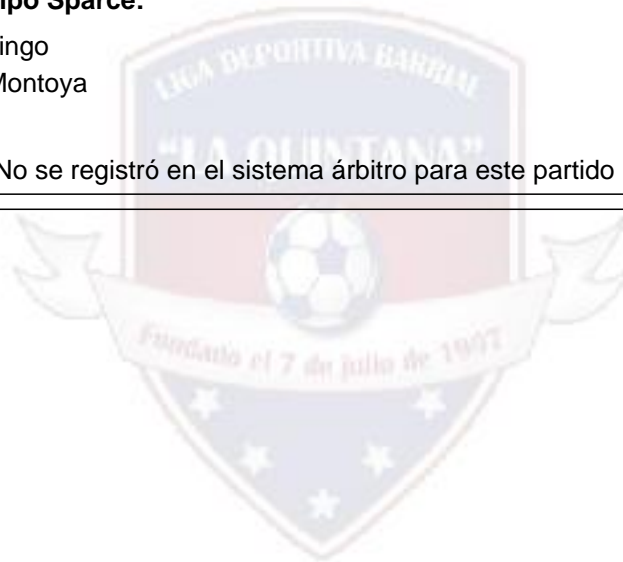 ipo Sparce:
ingo
Montoya
LIGA DEPORTIVA BARRIAL
"LA QUINTANA"
No se registró en el sistema árbitro para este partido
Fundado el 7 de julio de